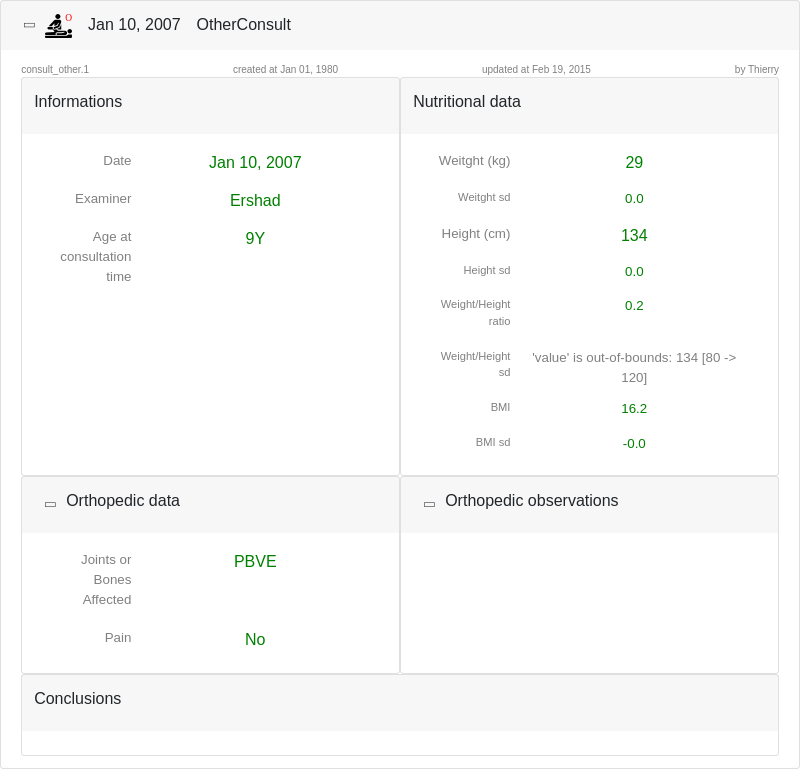 O
Jan 10, 2007 OtherConsult
consult_other.1 created at Jan 01, 1980 updated at Feb 19, 2015 by Thierry
Informations
Date Jan 10, 2007
Examiner Ershad
Age at 9Y
consultation
time
Nutritional data
Weitght (kg) 29
Weitght sd 0.0
Height (cm) 134
Height sd 0.0
Weight/Height 0.2
ratio
Weight/Height 'value' is out-of-bounds: 134 [80 ->
sd 120]
BMI 16.2
BMI sd -0.0
Orthopedic data
Joints or PBVE
Bones
Affected
Pain No
Orthopedic observations
Conclusions